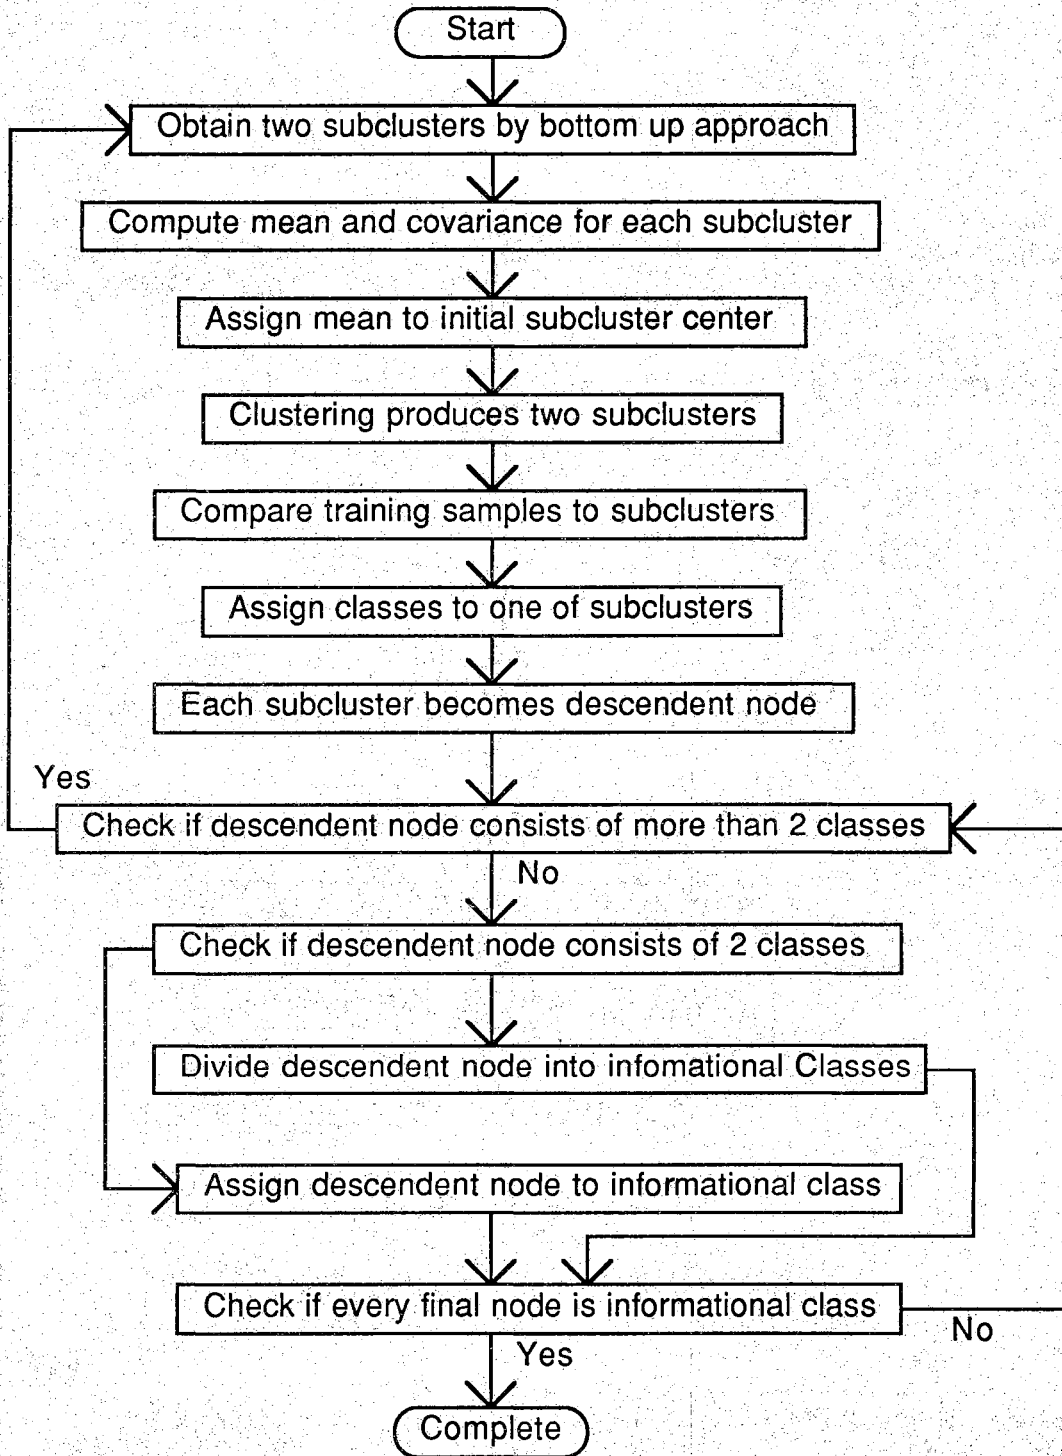 Start
Obtain two subclusters by bottom up approach
Compute mean and covariance for each subcluster
Assign mean to initial subcluster center
Clustering produces two subclusters
Compare training samples to subclusters
Assign classes to one of subclusters
Each subcluster becomes descendent node
Yes
Check if descendent node consists of more than 2 classes
No
Check if descendent node consists of 2 classes
Divide descendent node into infomational Classes
Assign descendent node to informational class
Check if every final node is informational class
No
Yes
Complete